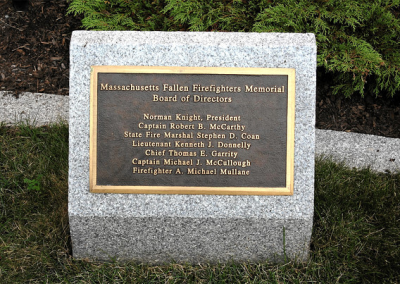 Massachusetts Fallen Firefighters Memorial
Board of Directors
Norman Knight, President
Captain Robert B. McCarthy
State Fire Marshal Stephen D. Coan
Lieutenant Kenneth J. Donnelly
Chief Thomas E. Garrity
Captain Michael J. McCullough
Firefighter A. Michael Mullane